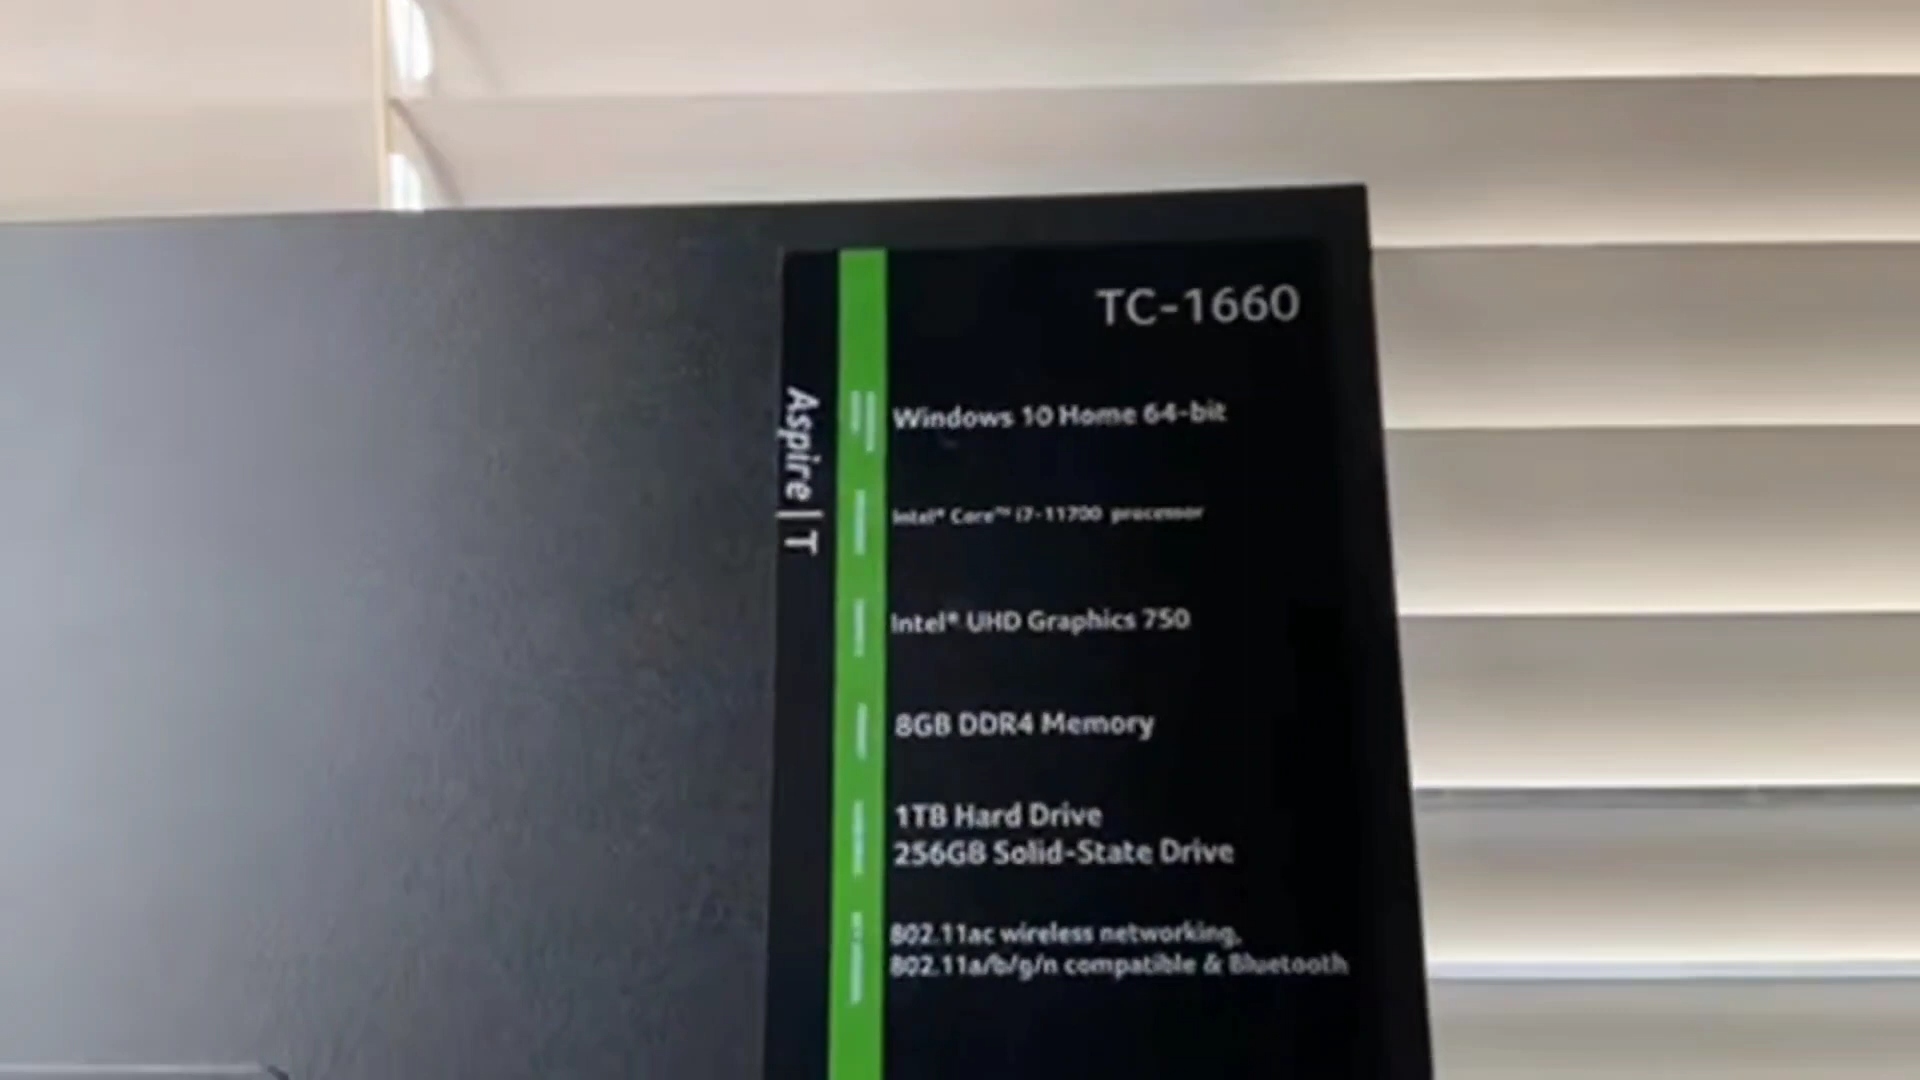 TC-1660
Aspire | T
Windows 10 Home 64-bit
Intel® Core™ i7-11700 processor
Intel® UHD Graphics 750
8GB DDR4 Memory
1TB Hard Drive
256GB Solid-State Drive
802.11ac wireless networking,
802.11a/b/g/n compatible & Bluetooth